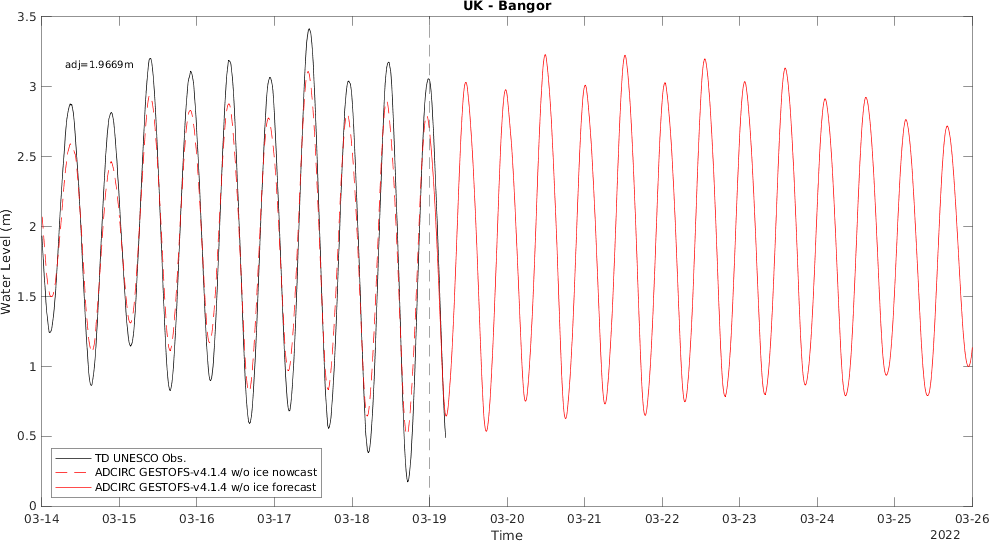 UK - Bangor
adj=1.9669m
Water Level (m)
3.5
3
2.5
2
1.5
1
0.5
0
TD UNESCO Obs.
ADCIRC GESTOFS-v4.1.4 w/o ice nowcast
ADCIRC GESTOFS-v4.1.4 w/o ice forecast
03-14 03-15 03-16 03-17 03-18 03-19 03-20 03-21 03-22 03-23 03-24 03-25 03-26
Time
2022